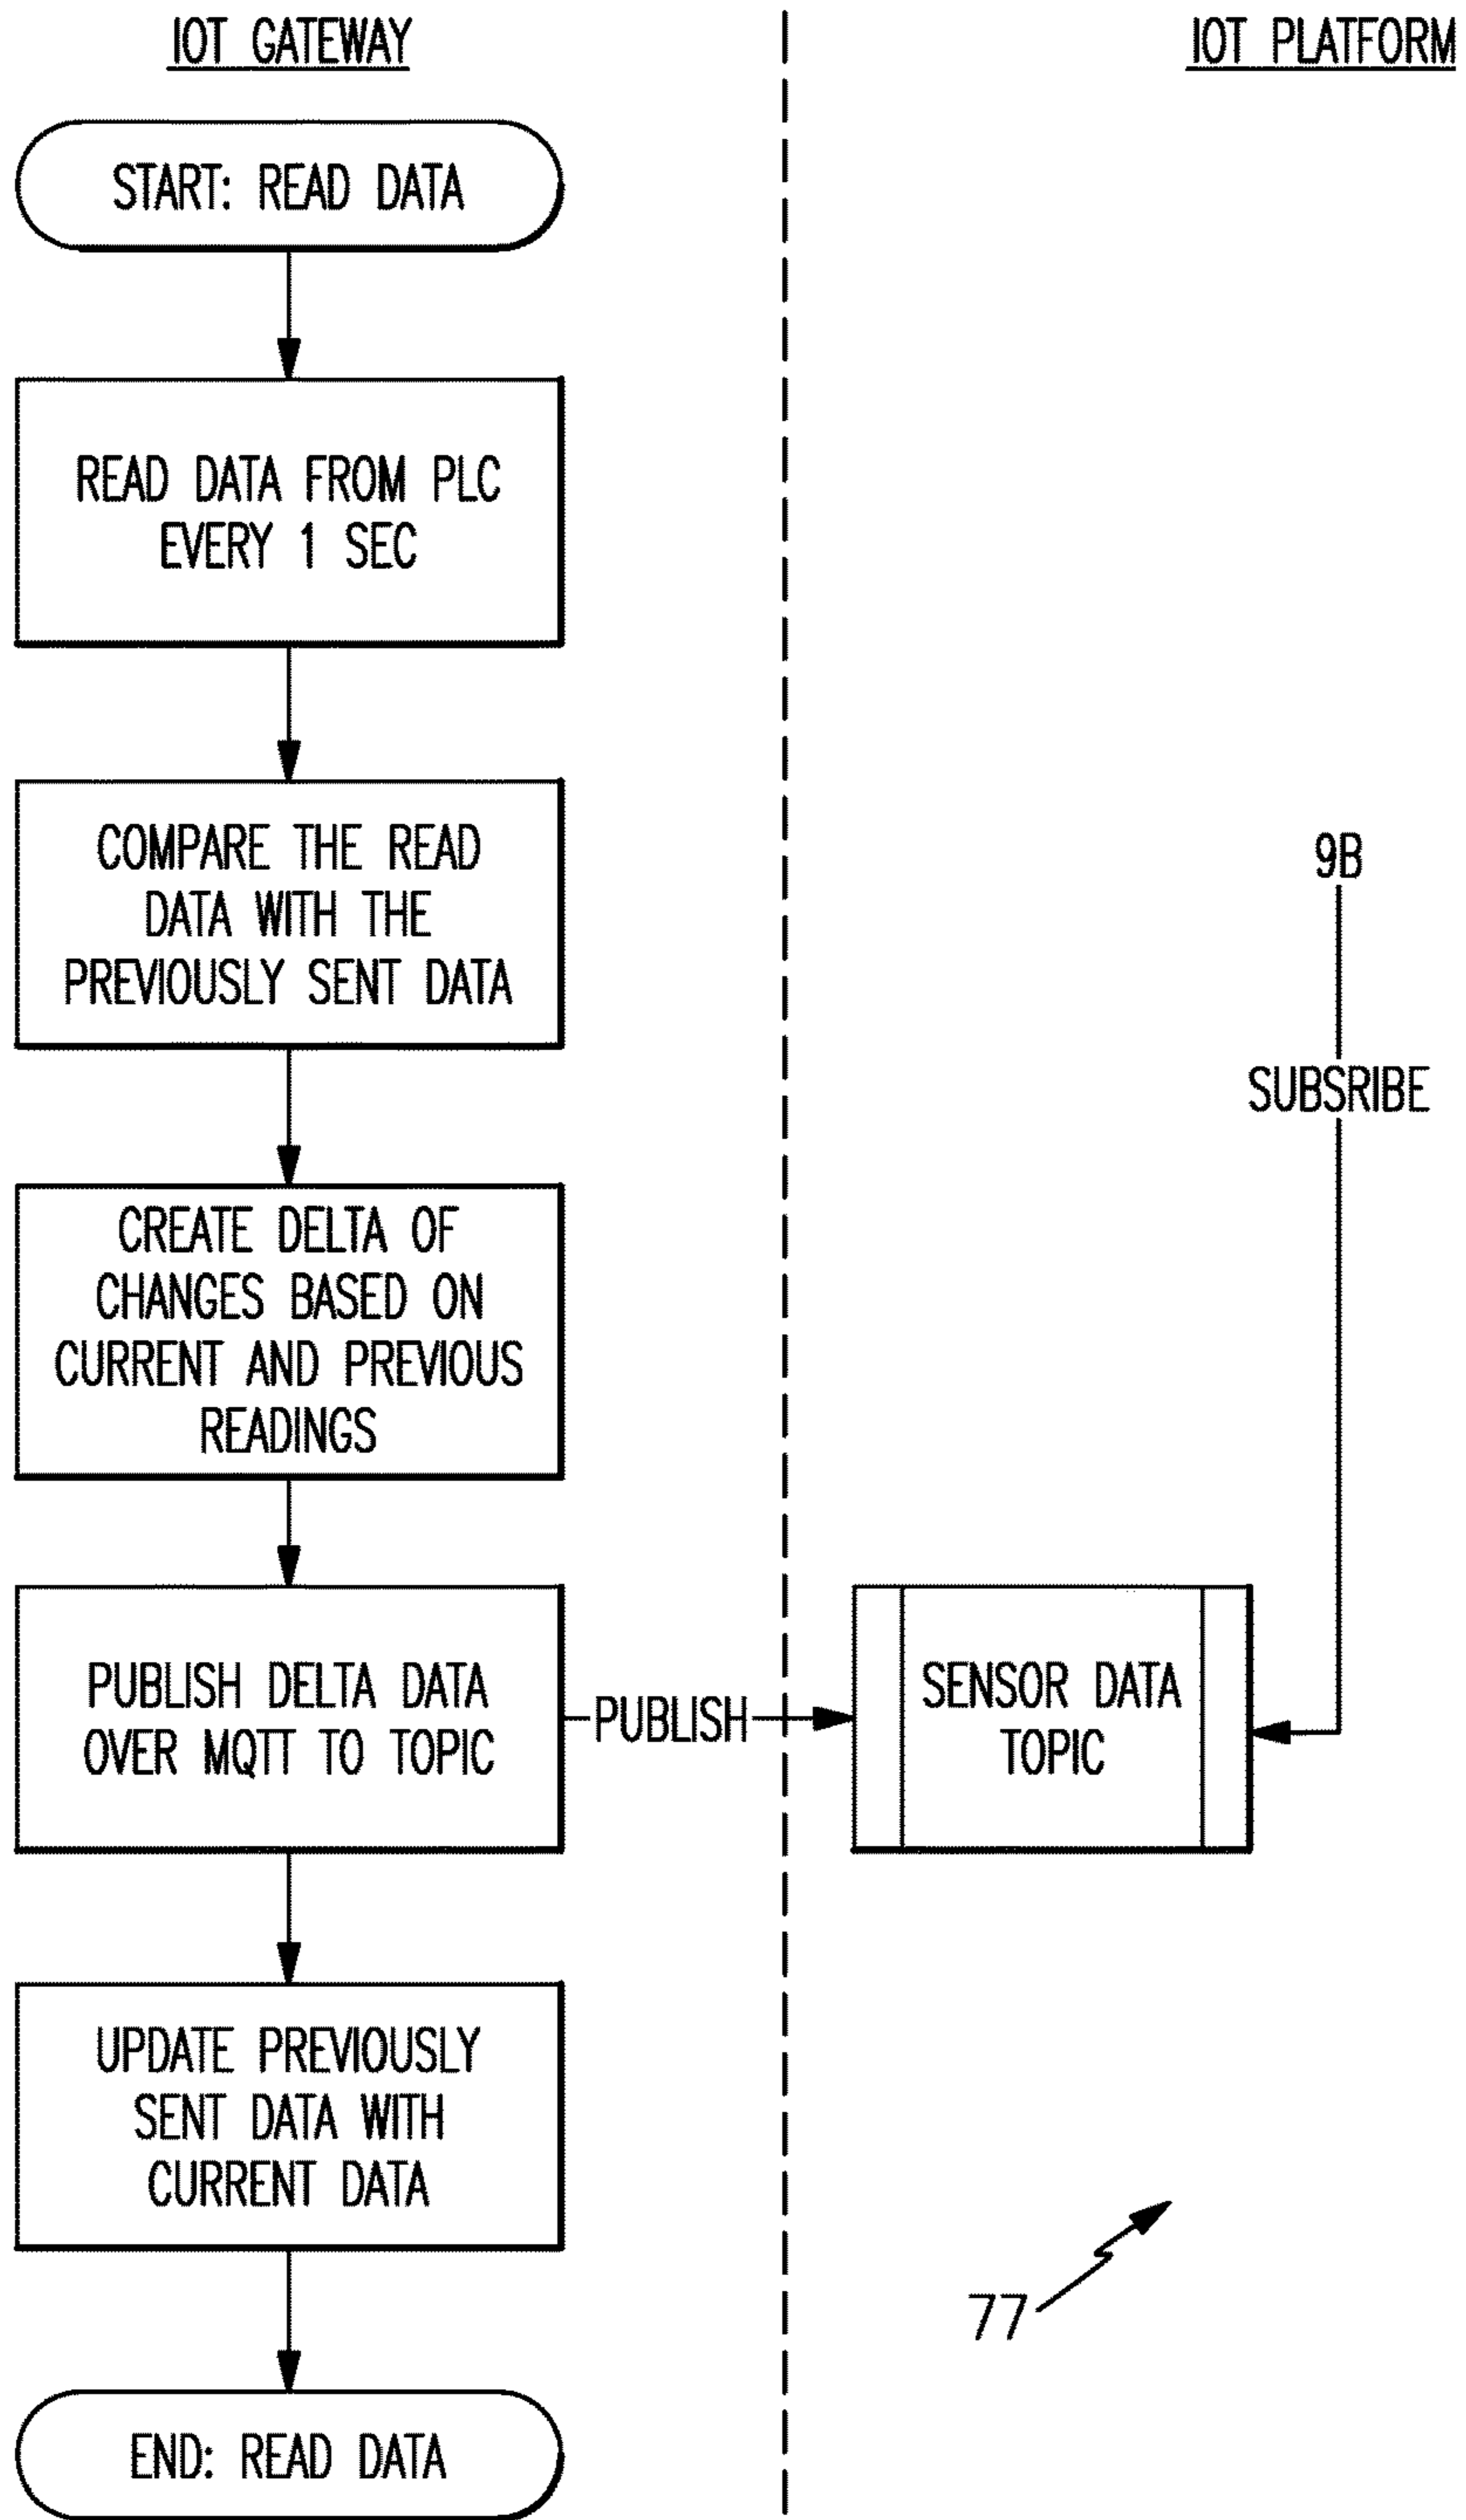 IOT GATEWAY
IOT PLATFORM
START: READ DATA
READ DATA FROM PLC
EVERY 1 SEC
COMPARE THE READ
DATA WITH THE
PREVIOUSLY SENT DATA
9B
SUBSRIBE
CREATE DELTA OF
CHANGES BASED ON
CURRENT AND PREVIOUS
READINGS
PUBLISH DELTA DATA
OVER MQTT TO TOPIC
PUBLISH
SENSOR DATA
TOPIC
UPDATE PREVIOUSLY
SENT DATA WITH
CURRENT DATA
77
END: READ DATA